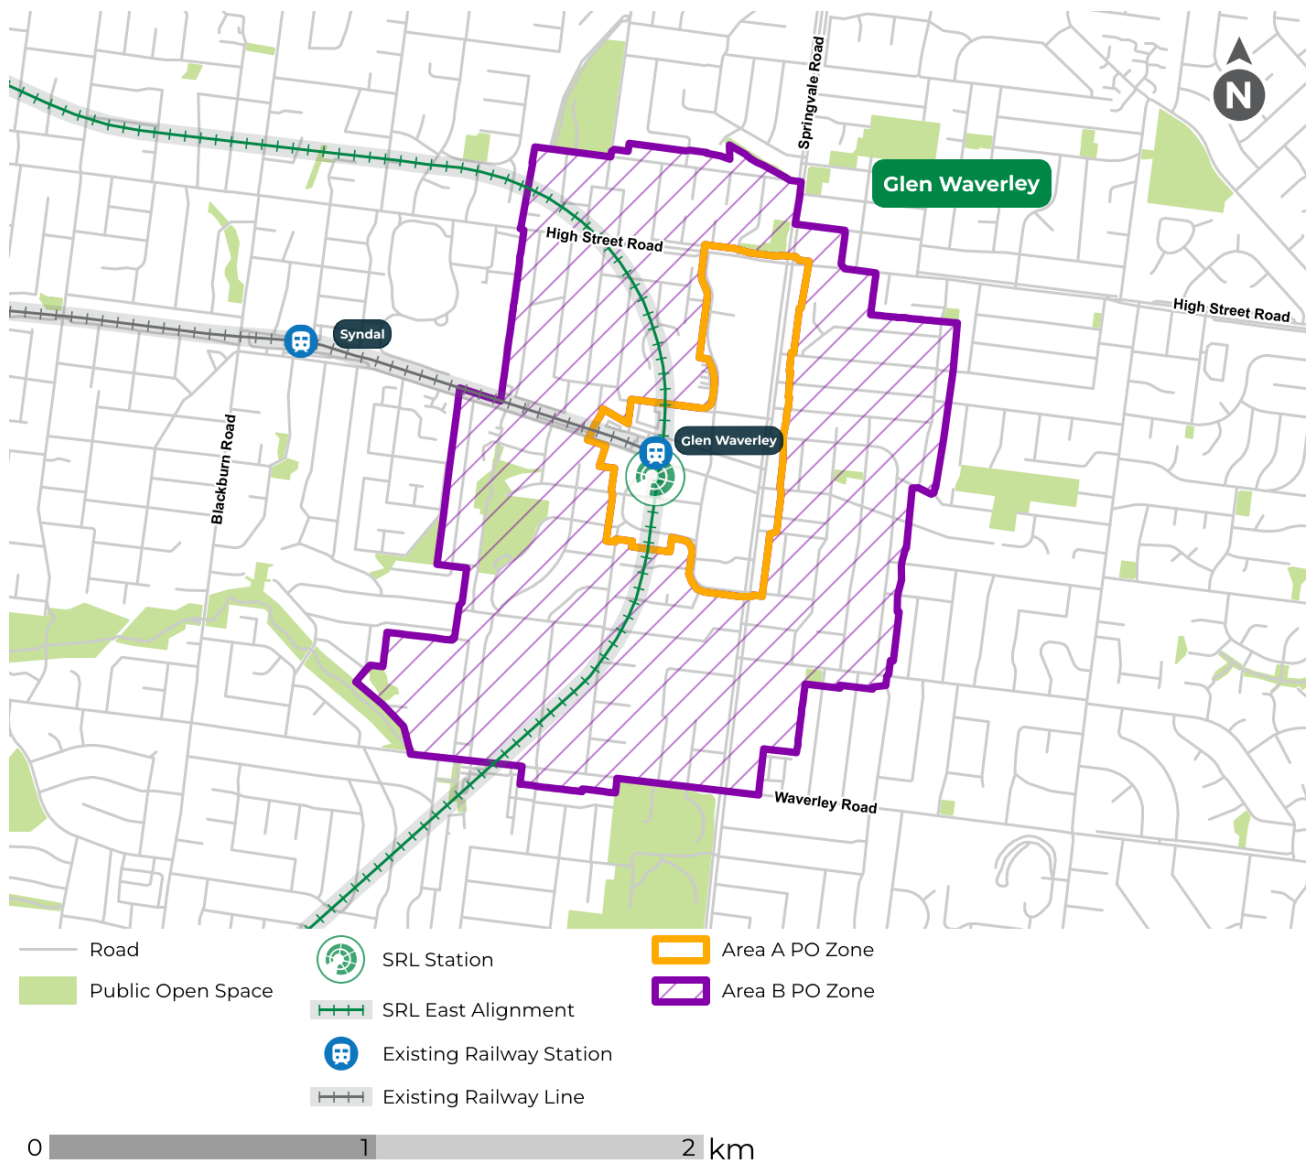 Springvale Road
N
Glen Waverley
High Street Road
High Street Road
Syndal
Blackburn Road
Glen Waverley
Waverley Road
Road
Public Open Space
SRL Station
SRL East Alignment
Existing Railway Station
Existing Railway Line
Area A PO Zone
Area B PO Zone
0 1 2 km